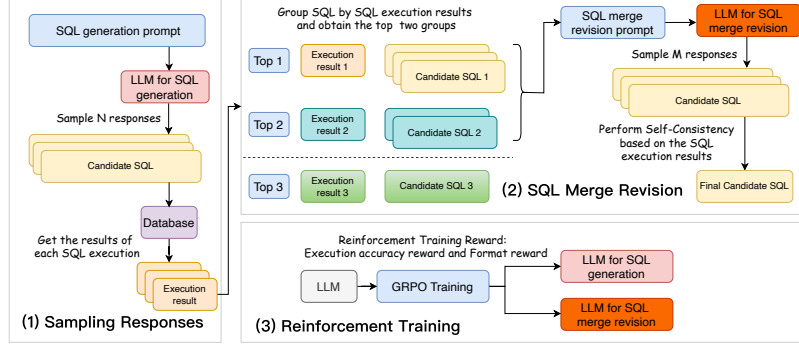 SQL generation prompt
LLM for SQL
generation
Sample N responses
Candidate SQL
Database
Get the results of
each SQL execution
Execution
result
(1) Sampling Responses
Group SQL by SQL execution results
and obtain the top two groups
Top 1
Execution
result 1
Candidate SQL 1
Top 2
Execution
result 2
Candidate SQL 2
Top 3
Execution
result 3
Candidate SQL 3
SQL merge
revision prompt
LLM for SQL
merge revision
Sample M responses
Candidate SQL
Perform Self-Consistency
based on the SQL
execution results
Final Candidate SQL
(2) SQL Merge Revision
Reinforcement Training Reward:
Execution accuracy reward and Format reward
LLM
GRPO Training
LLM for SQL
generation
LLM for SQL
merge revision
(3) Reinforcement Training